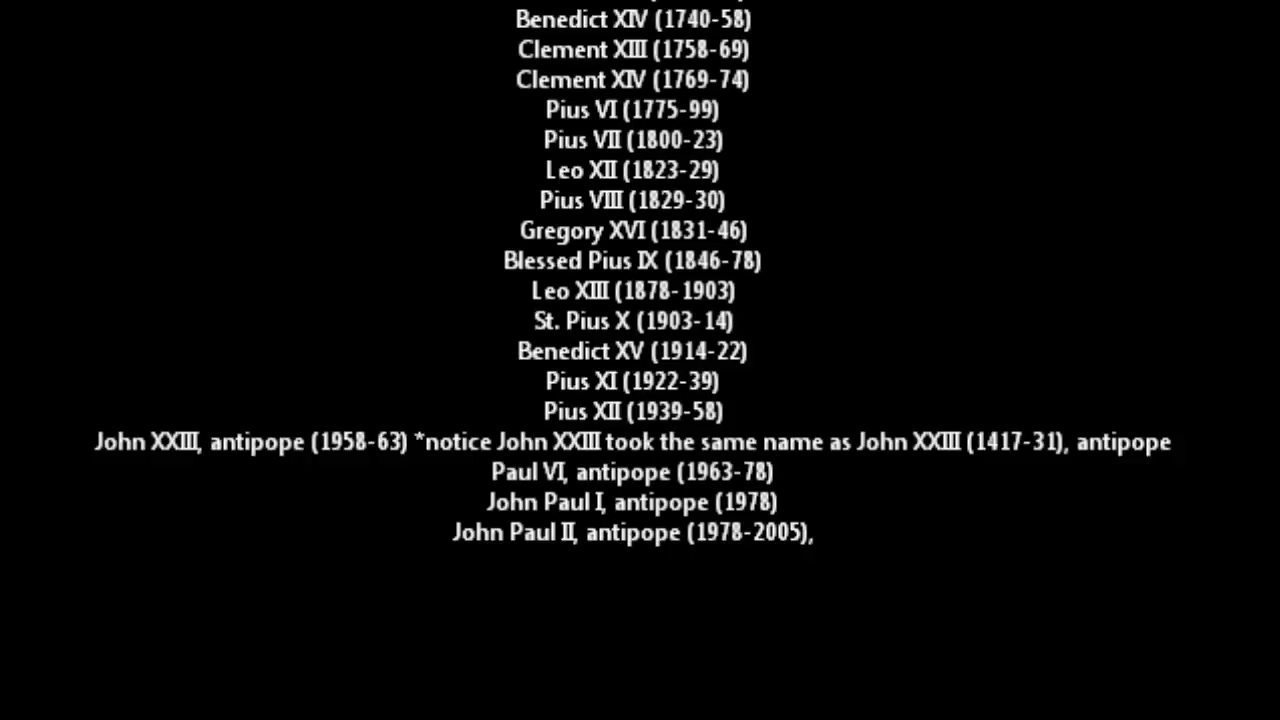 Benedict XIV (1740-58)
Clement XIII (1758-69)
Clement XIV (1769-74)
Pius VI (1775-99)
Pius VII (1800-23)
Leo XII (1823-29)
Pius VIII (1829-30)
Gregory XVI (1831-46)
Blessed Pius IX (1846-78)
Leo XIII (1878-1903)
St. Pius X (1903-14)
Benedict XV (1914-22)
Pius XI (1922-39)
Pius XII (1939-58)
John XXIII, antipope (1958-63) *notice John XXIII took the same name as John XXIII (1417-31), antipope
Paul VI, antipope (1963-78)
John Paul I, antipope (1978)
John Paul II, antipope (1978-2005),